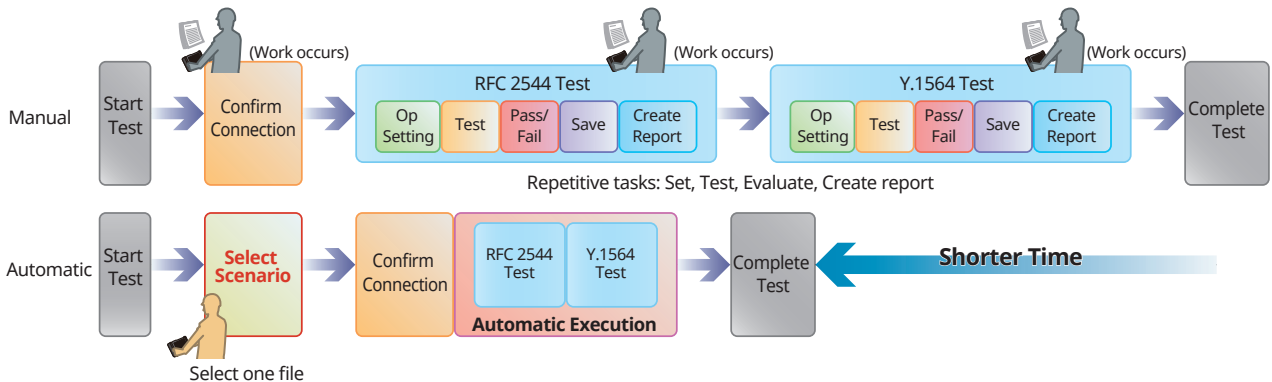 (Work occurs)
(Work occurs)
(Work occurs)
Manual
Start
Test
Confirm
Connection
RFC 2544 Test
Op
Setting
Test
Pass/
Fail
Save
Create
Report
Y.1564 Test
Op
Setting
Test
Pass/
Fail
Save
Create
Report
Complete
Test
Repetitive tasks: Set, Test, Evaluate, Create report
Automatic
Start
Test
Select
Scenario
Select one file
Confirm
Connection
RFC 2544
Test
Y.1564
Test
Automatic Execution
Complete
Test
Shorter Time